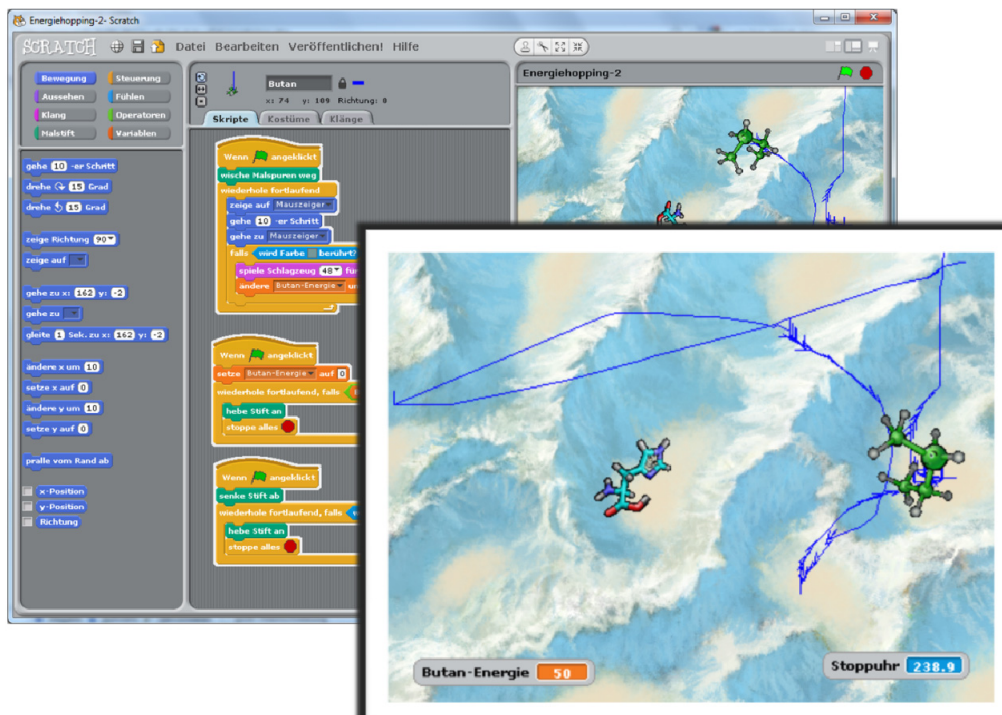 Energiehopping-2- Scratch
SCRATCH Datei Bearbeiten Veröffentlichen! Hilfe
Bewegung Steuerung
Aussehen Fühlen
Klang Operatoren
Malstift Variablen
gehe 10 -er Schritt
drehe 15 Grad
drehe 15 Grad
zeige Richtung 90
zeige auf
gehe zu x: 162 y: -2
gehe zu
gleite 1 Sek. zu x: 162 y: -2
ändere x um 10
setze x auf 0
ändere y um 10
setze y auf 0
pralle vom Rand ab
x-Position
y-Position
Richtung
Butan
x: 74 y: 109 Richtung: 0
Skripte Kostüme Klänge
Wenn angeklickt
wische Malspuren weg
wiederhole fortlaufend
zeige auf Mauszeiger
gehe 10 -er Schritt
gehe zu Mauszeiger
falls wird Farbe berührt?
spiele Schlagzeug 48 für
ändere Butan-Energie
Wenn angeklickt
setze Butan-Energie auf 0
wiederhole fortlaufend, falls
hebe Stift an
stoppe alles
Wenn angeklickt
senke Stift ab
wiederhole fortlaufend, falls
hebe Stift an
stoppe alles
Energiehopping-2
Butan-Energie 50
Stoppuhr 238.9